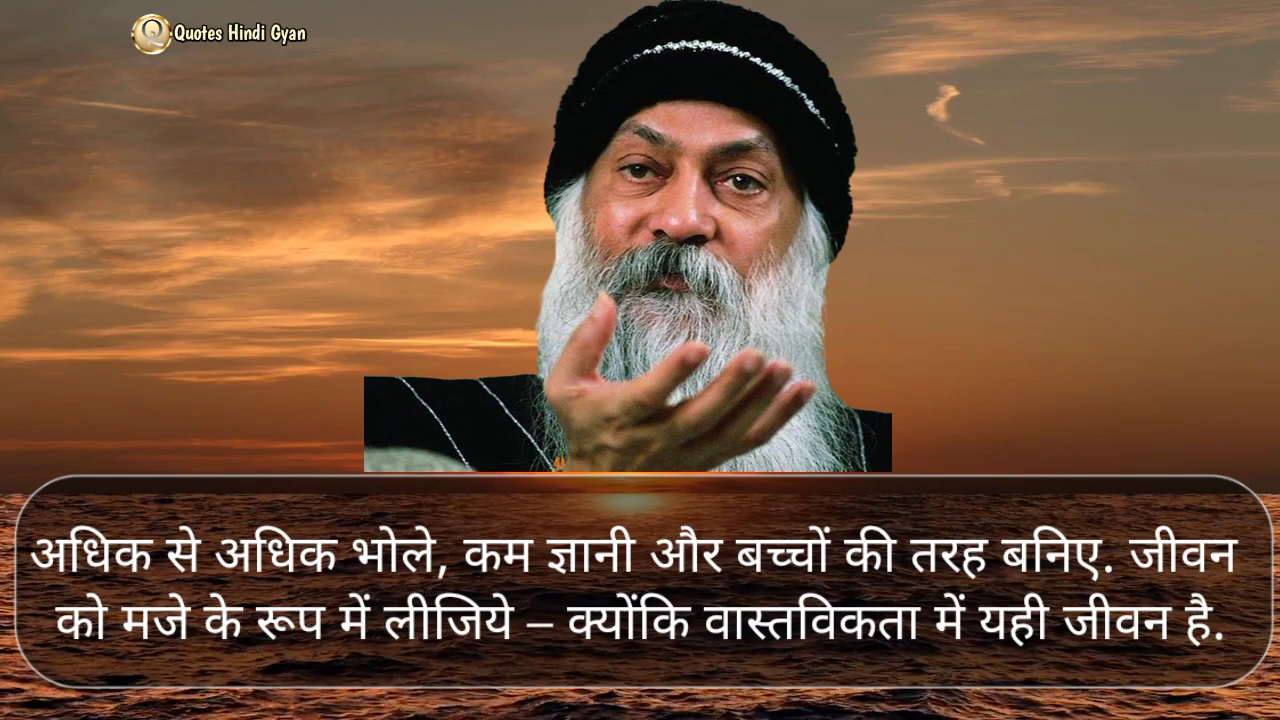 Quotes Hindi Gyan
अधिक से अधिक भोले, कम ज्ञानी और बच्चों की तरह बनिए. जीवन
को मजे के रूप में लीजिये – क्योंकि वास्तविकता में यही जीवन है.